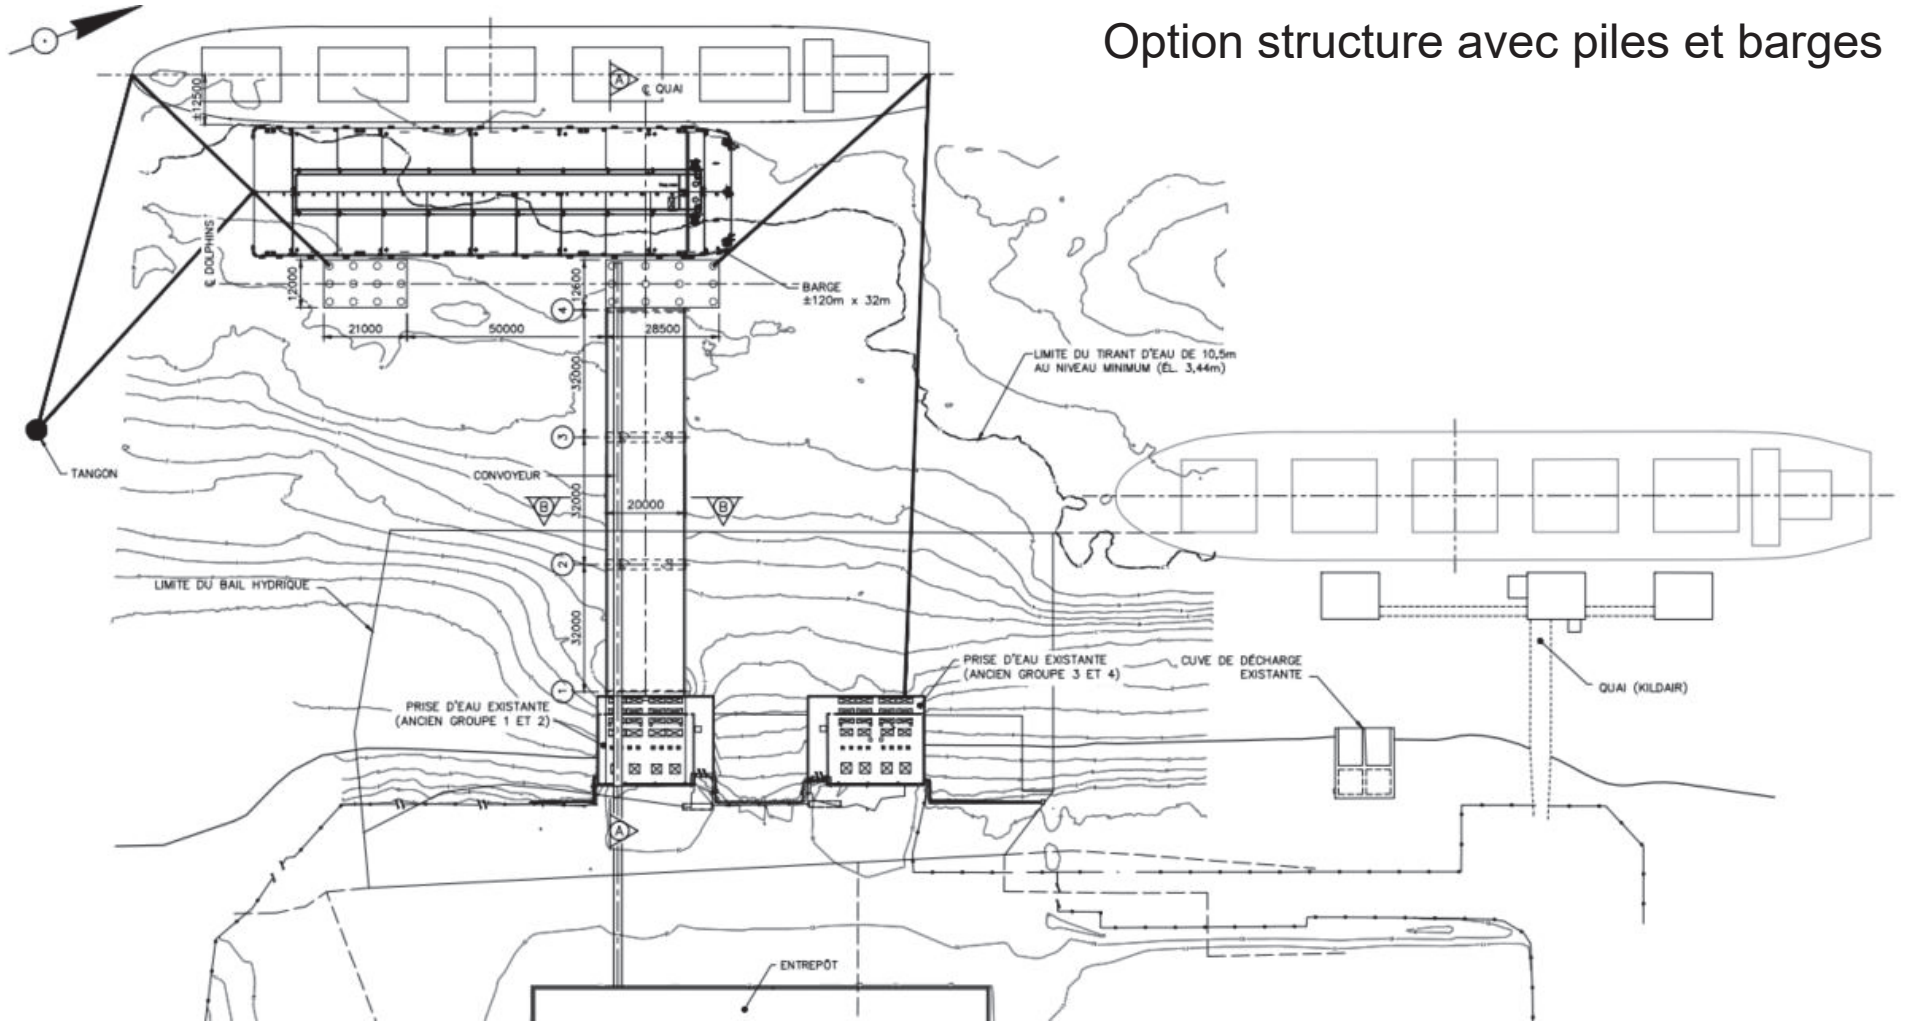 Option structure avec piles et barges
A
℄ QUAI
±12500
℄ DOLPHINS
12000
12600
BARGE
±120m x 32m
4
21000
50000
28500
32000
LIMITE DU TIRANT D'EAU DE 10,5m
AU NIVEAU MINIMUM (ÉL. 3,44m)
3
TANGON
CONVOYEUR
B
32000
20000
B
2
LIMITE DU BAIL HYDRIQUE
32000
PRISE D'EAU EXISTANTE
(ANCIEN GROUPE 3 ET 4)
CUVE DE DÉCHARGE
EXISTANTE
QUAI (KILDAIR)
1
PRISE D'EAU EXISTANTE
(ANCIEN GROUPE 1 ET 2)
A
ENTREPÔT